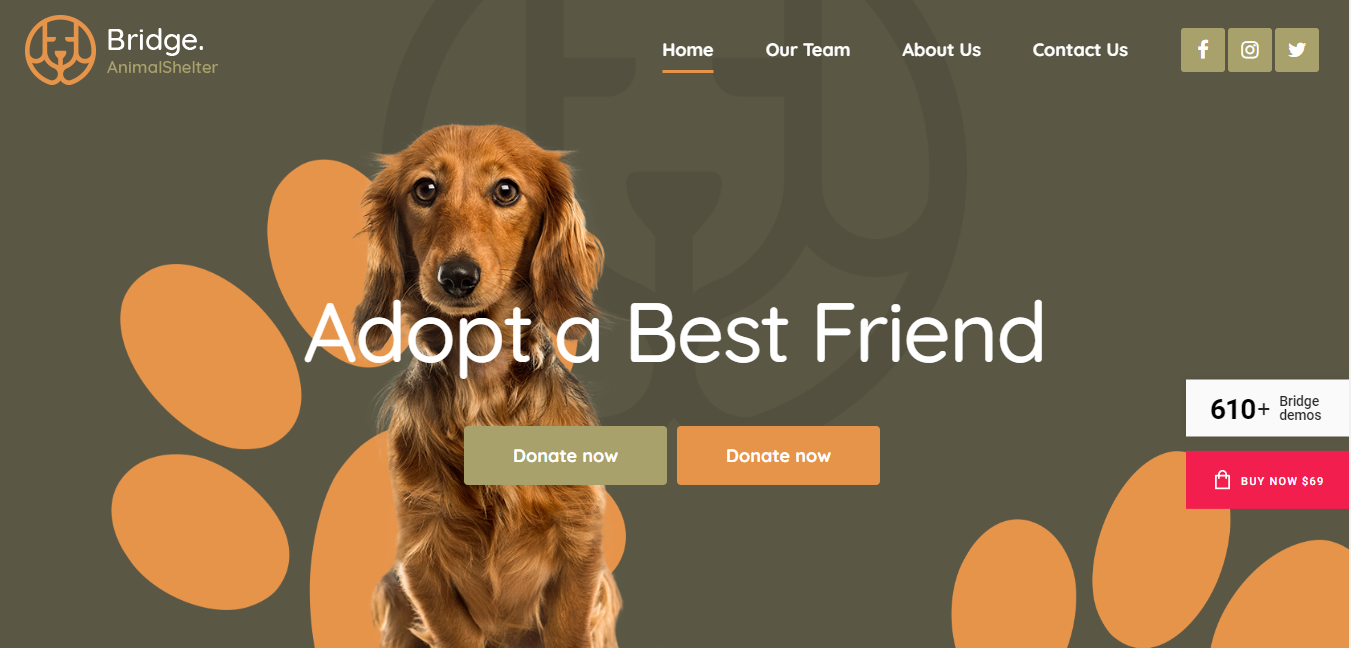 Bridge.
AnimalShelter
Home
Our Team
About Us
Contact Us
Adopt a Best Friend
Donate now
Donate now
610+
Bridge
demos
BUY NOW $69